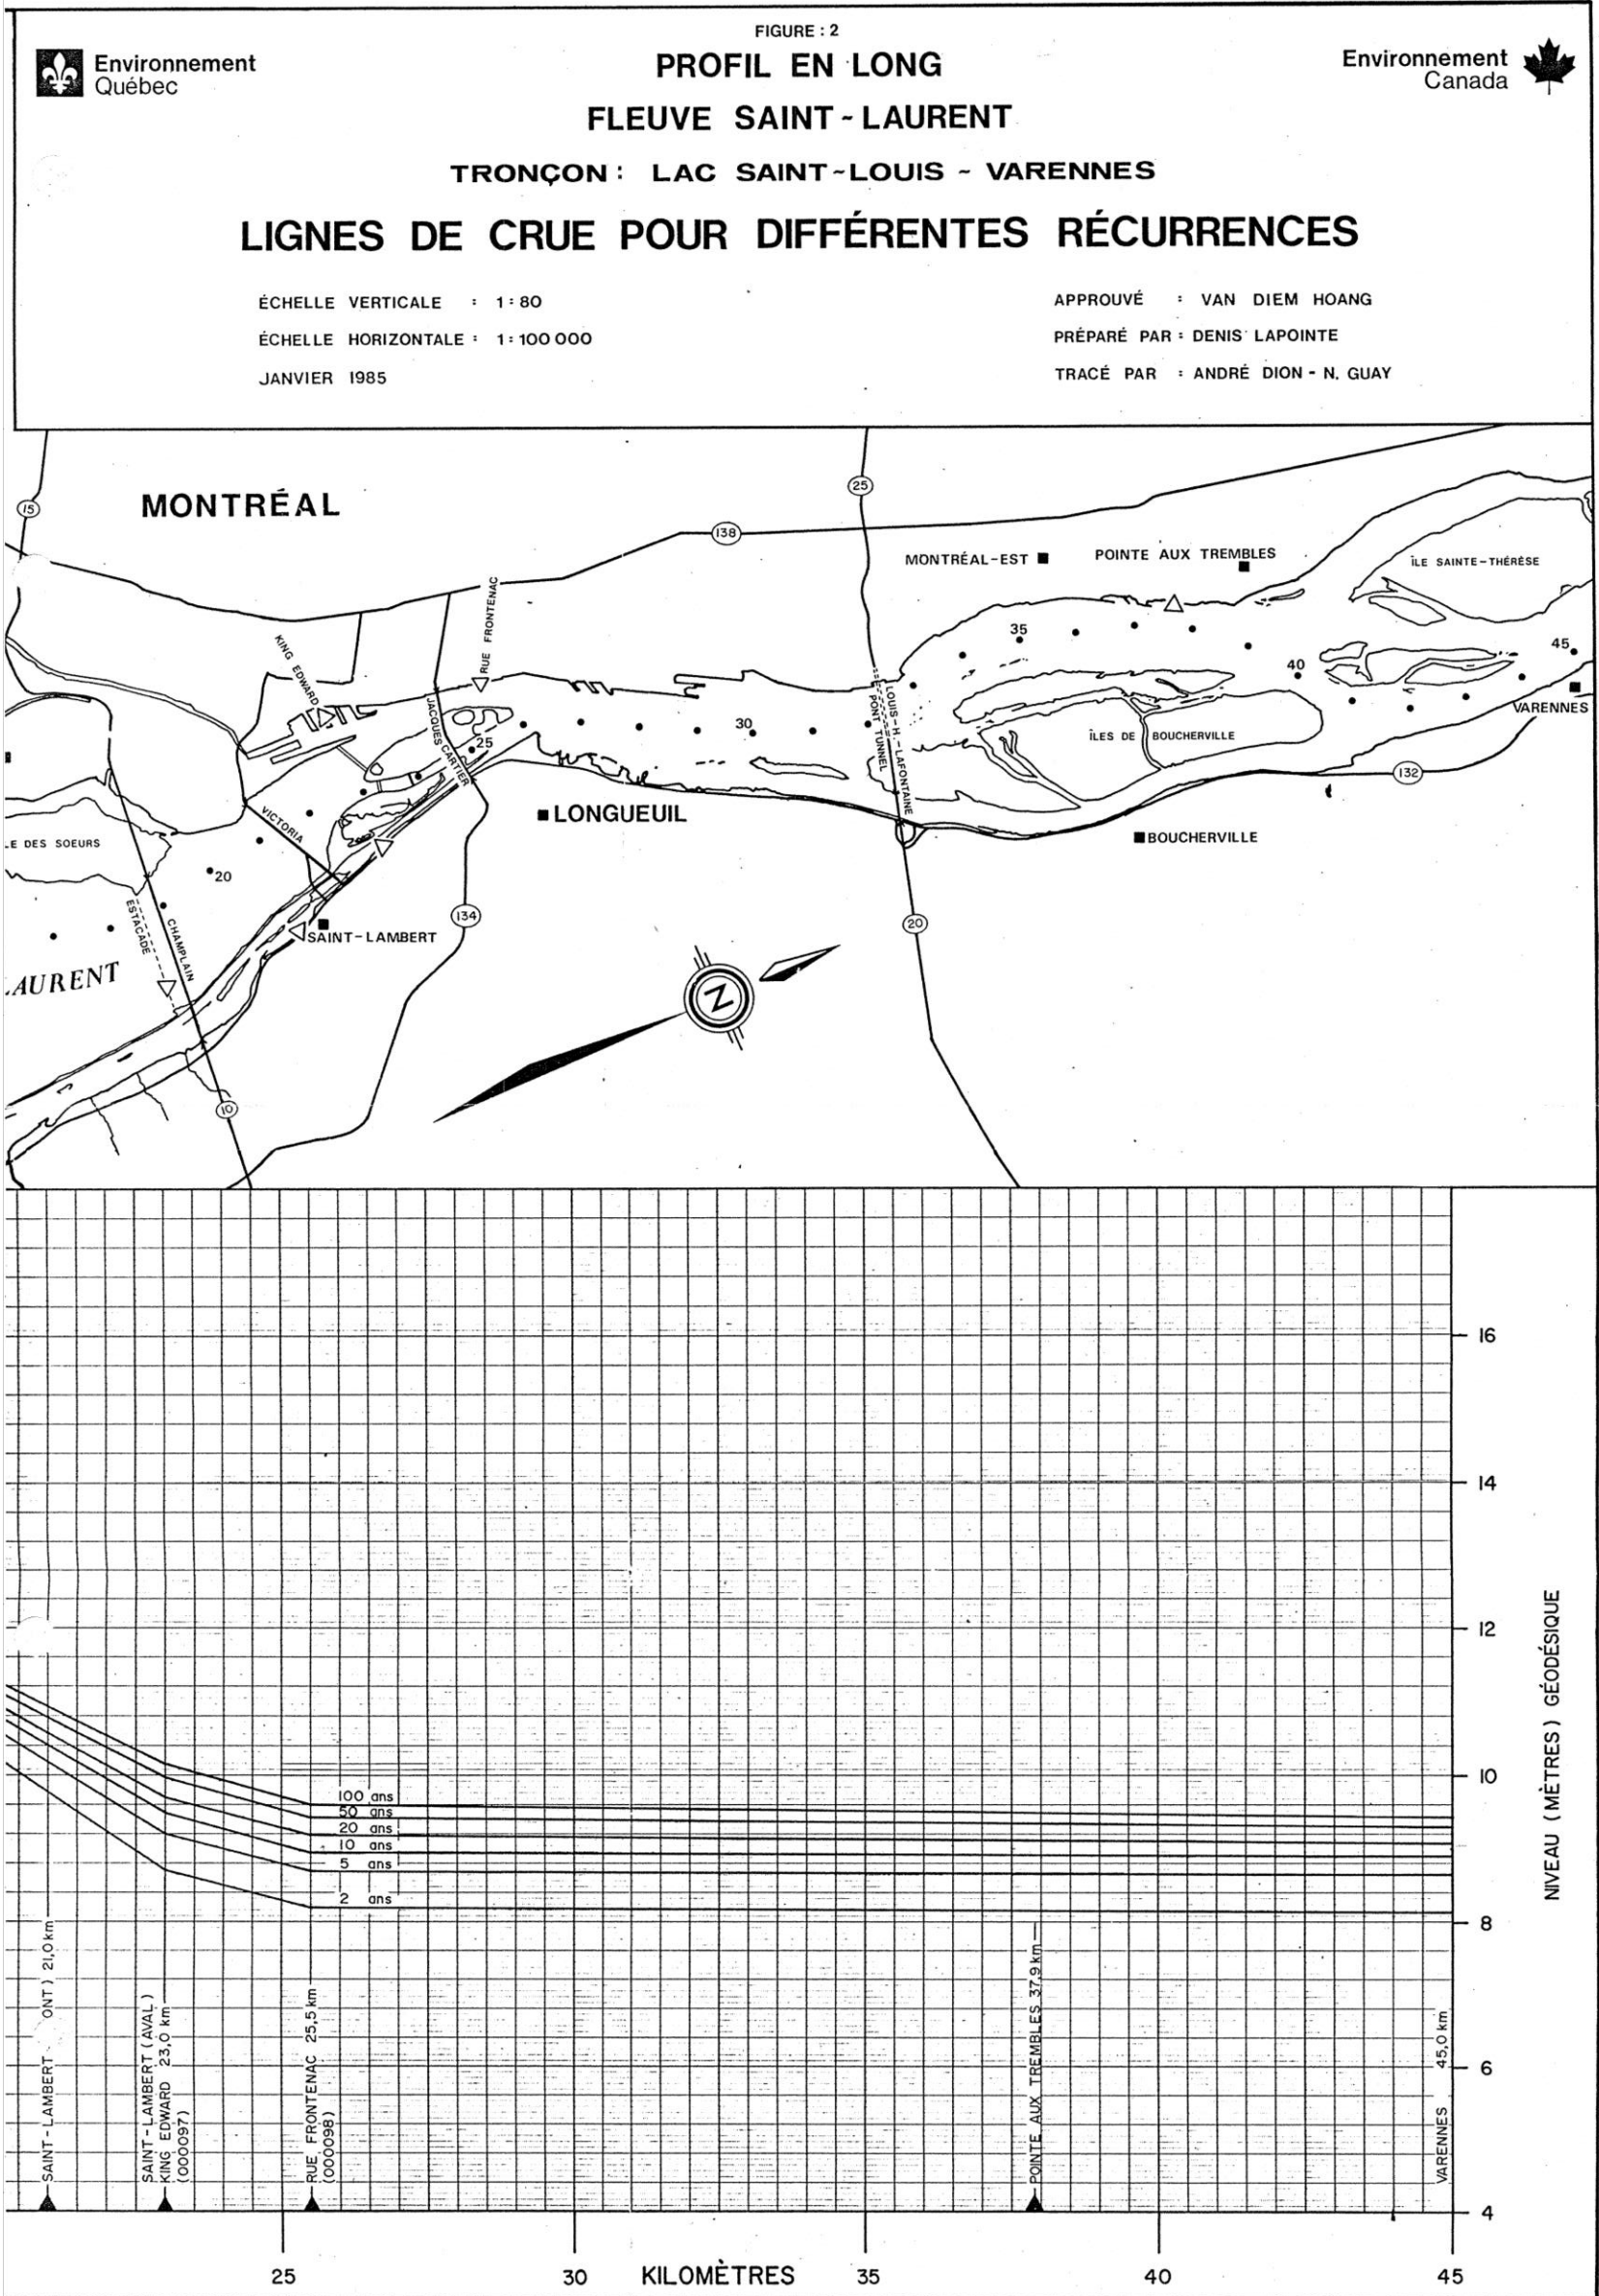 FIGURE : 2
Environnement
Québec
PROFIL EN LONG
Environnement
Canada
FLEUVE SAINT-LAURENT
TRONÇON : LAC SAINT-LOUIS - VARENNES
LIGNES DE CRUE POUR DIFFÉRENTES RÉCURRENCES
ÉCHELLE VERTICALE : 1 : 80
ÉCHELLE HORIZONTALE : 1 : 100 000
JANVIER 1985
APPROUVÉ : VAN DIEM HOANG
PRÉPARÉ PAR : DENIS LAPOINTE
TRACÉ PAR : ANDRÉ DION - N. GUAY
15
MONTRÉAL
25
138
MONTRÉAL-EST
POINTE AUX TREMBLES
ÎLE SAINTE-THÉRÈSE
RUE FRONTENAC
KING EDWARD
35
45
40
JACQUES CARTIER
25
30
LOUIS-H.-LAFONTAINE
PONT TUNNEL
VARENNES
ÎLES DE BOUCHERVILLE
132
VICTORIA
LONGUEUIL
BOUCHERVILLE
LE DES SOEURS
20
ESTACADE
CHAMPLAIN
SAINT-LAMBERT
134
20
AURENT
N
10
16
14
12
10
8
6
4
NIVEAU (MÈTRES) GÉODÉSIQUE
100 ans
50 ans
20 ans
10 ans
5 ans
2 ans
SAINT-LAMBERT ONT) 21,0 km
SAINT-LAMBERT (AVAL)
KING EDWARD 23,0 km
(000097)
RUE FRONTENAC 25,5 km
(000098)
POINTE AUX TREMBLES 37,9 km
VARENNES 45,0 km
25
30
KILOMÈTRES
35
40
45